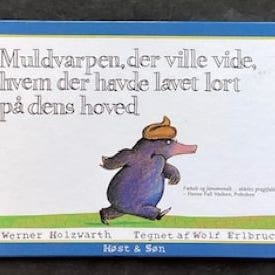 Muldvarpen, der ville vide,
hvem der havde lavet lort
på dens hoved
Werner Holzwarth Tegnet af Wolf Erlbruc
Høst & Søn